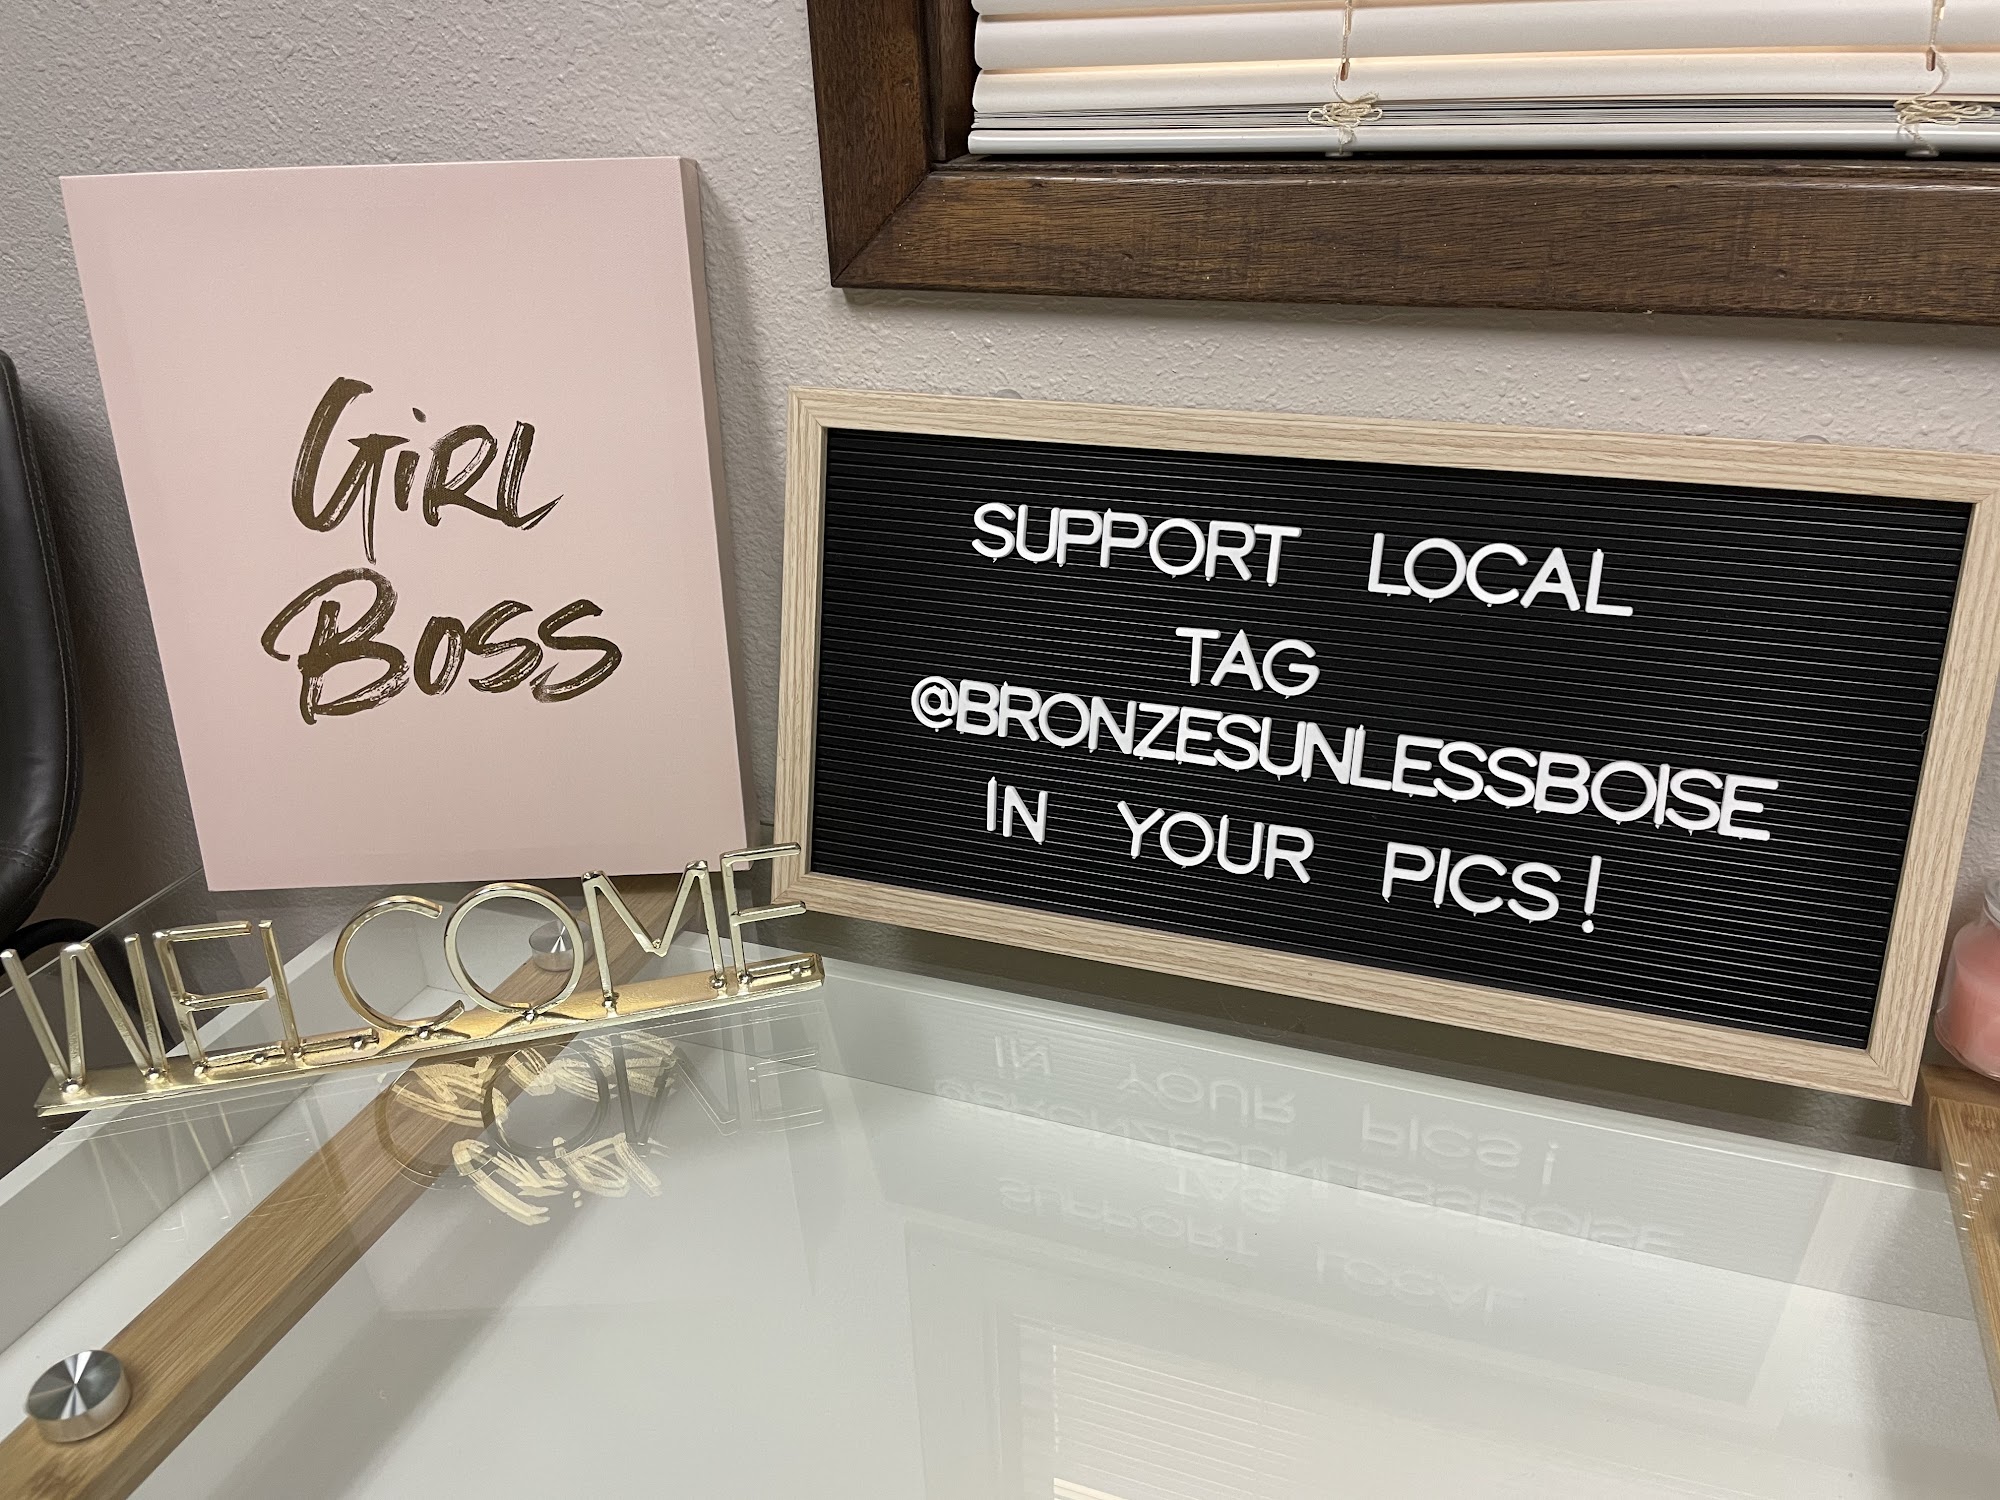 Girl
Boss
WELCOME
SUPPORT LOCAL
TAG
@BRONZESUNLESSBOISE
IN YOUR PICS!